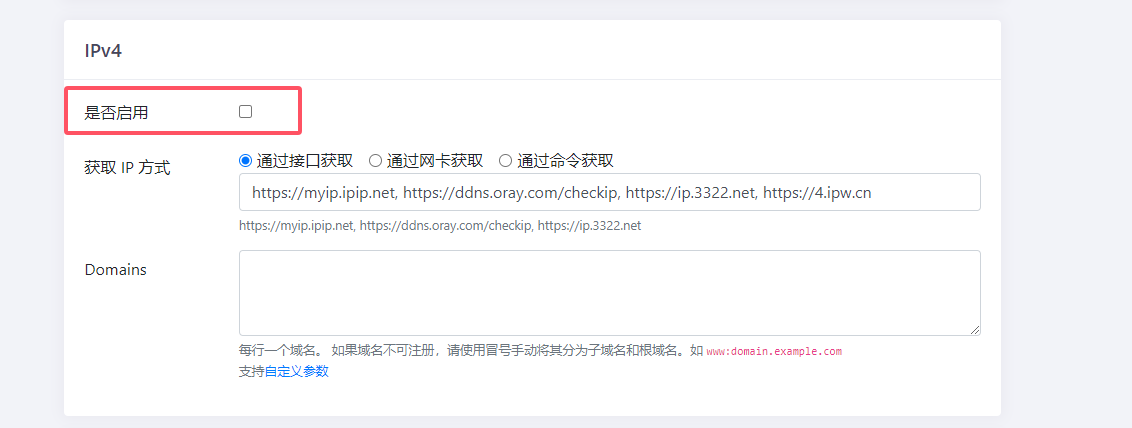 IPv4
是否启用
获取 IP 方式 通过接口获取 通过网卡获取 通过命令获取
https://myip.ipip.net, https://ddns.oray.com/checkip, https://ip.3322.net, https://4.ipw.cn
https://myip.ipip.net, https://ddns.oray.com/checkip, https://ip.3322.net
Domains
每行一个域名。 如果域名不可注册，请使用冒号手动将其分为子域名和根域名。如 www:domain.example.com
支持自定义参数